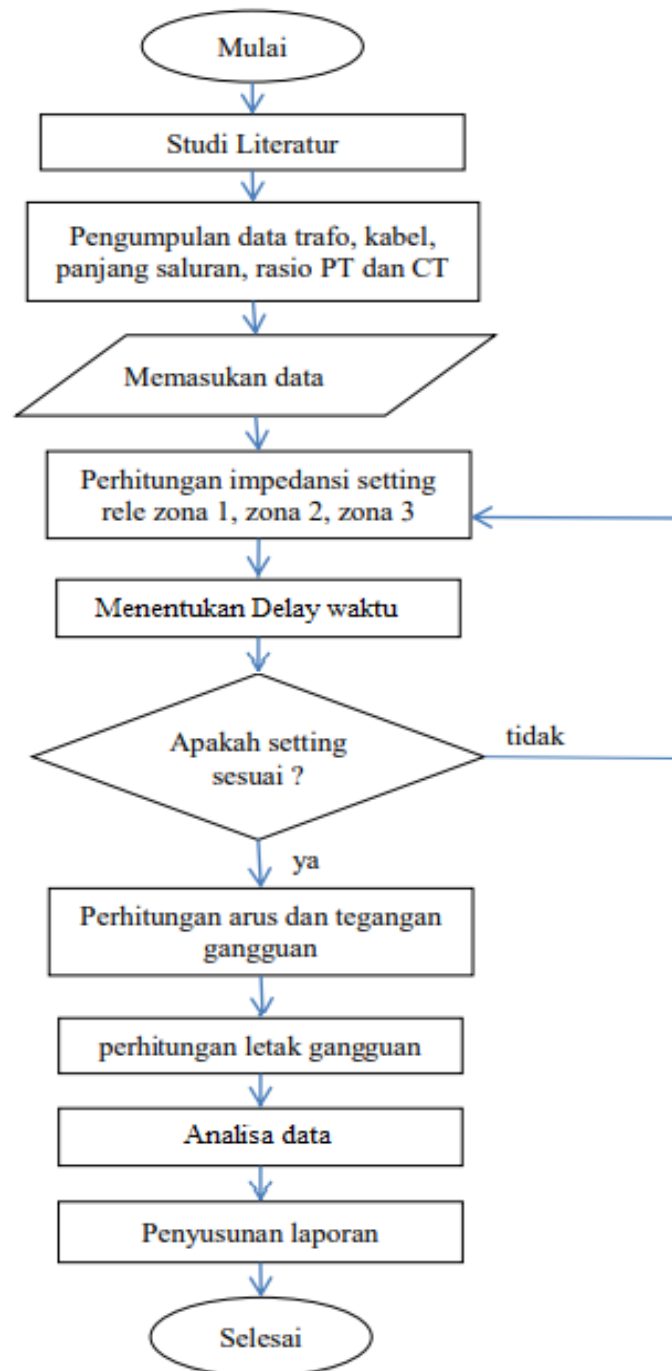 Mulai
Studi Literatur
Pengumpulan data trafo, kabel,
panjang saluran, rasio PT dan CT
Memasukan data
Perhitungan impedansi setting
rele zona 1, zona 2, zona 3
Menentukan Delay waktu
Apakah setting
sesuai ?
tidak
ya
Perhitungan arus dan tegangan
gangguan
perhitungan letak gangguan
Analisa data
Penyusunan laporan
Selesai